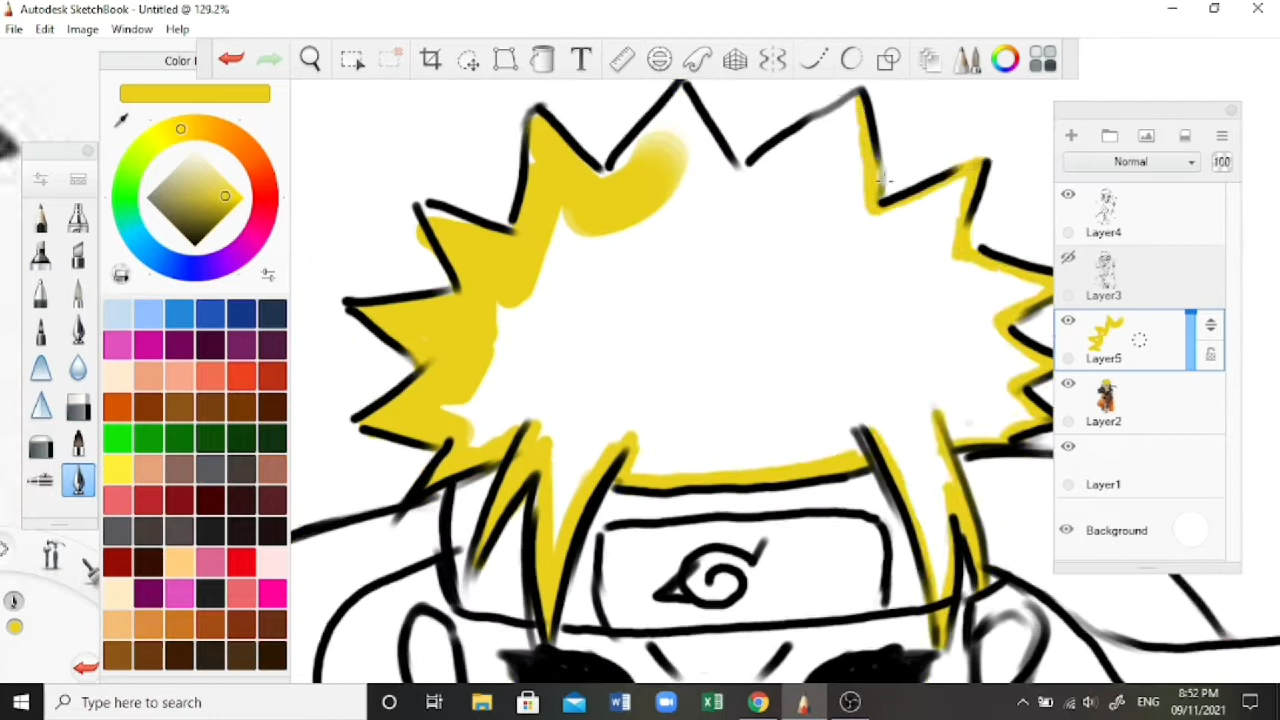 Autodesk SketchBook - Untitled @ 129.2%
File Edit Image Window Help
Color
T
Normal 100
Layer4
Layer3
Layer5
Layer2
Layer1
Background
Type here to search
ENG
8:52 PM
09/11/2021